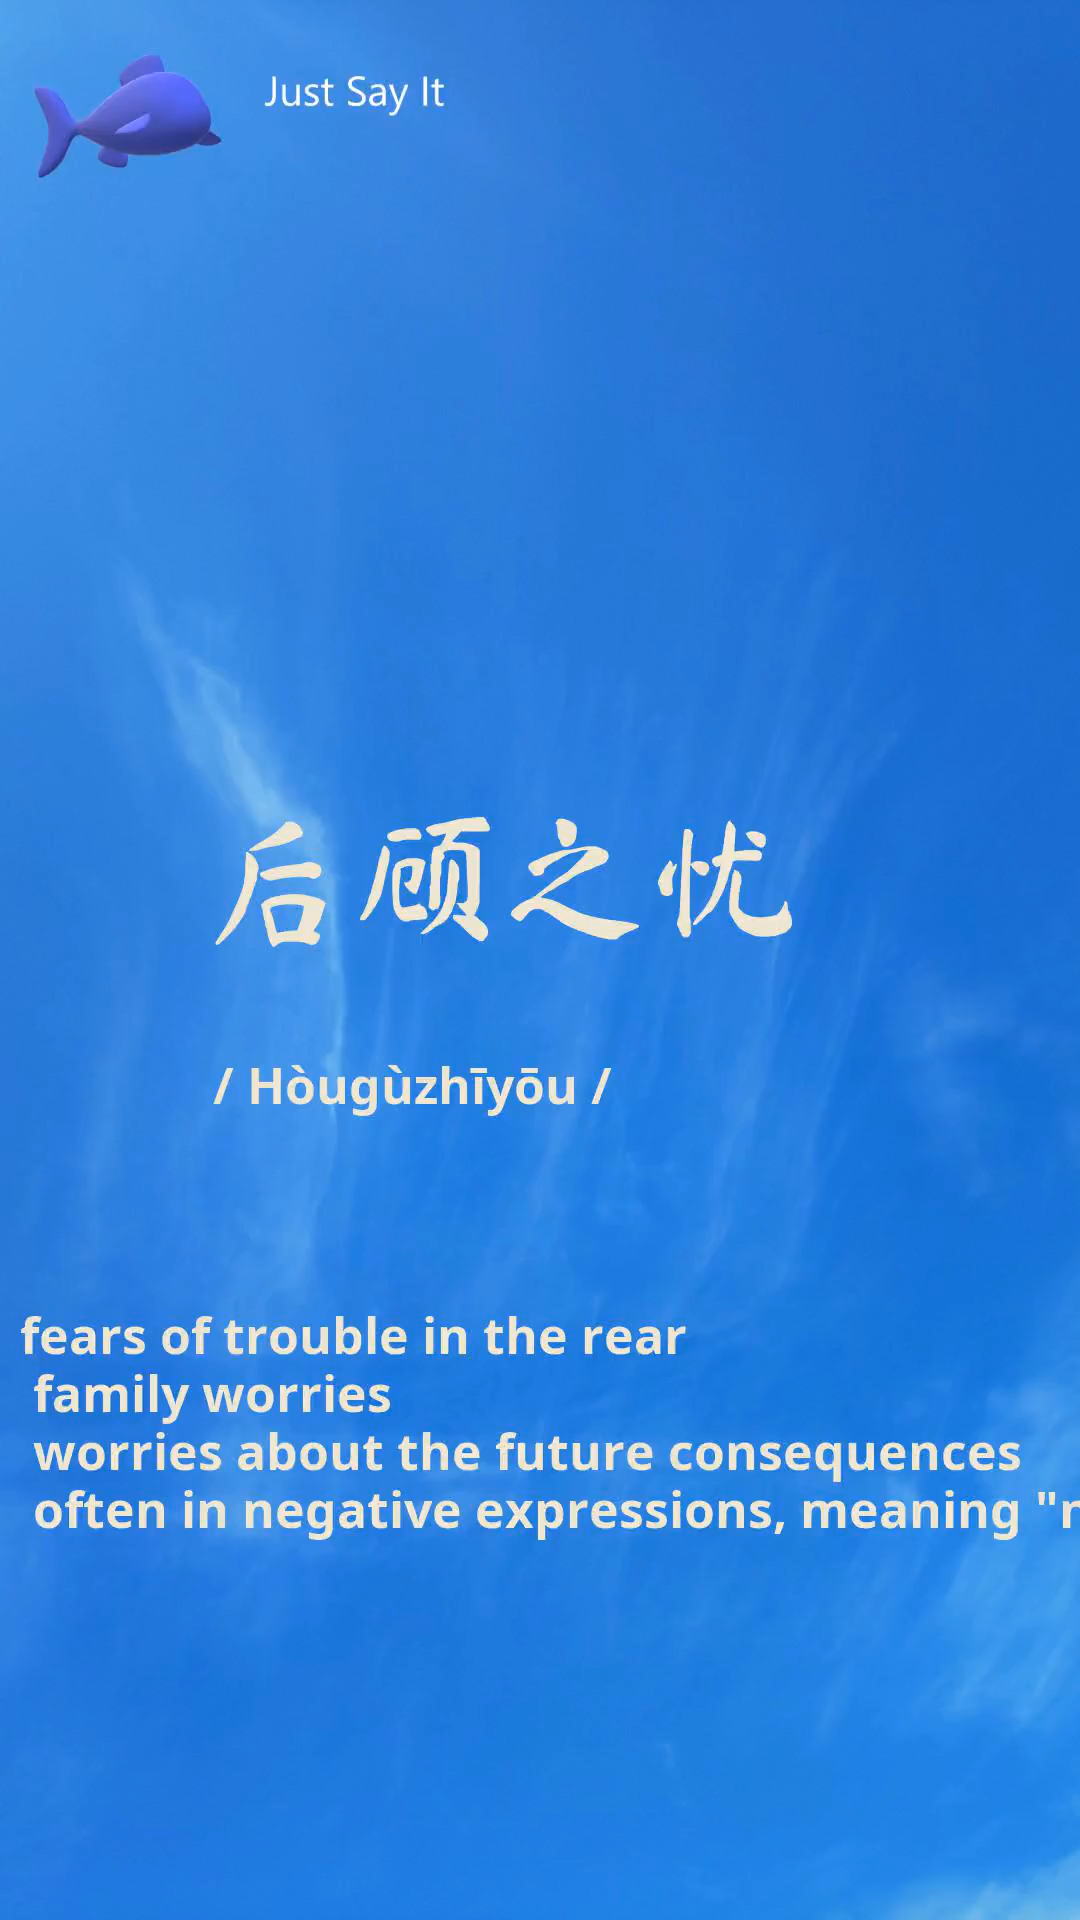 Just Say It
后顾之忧
/ Hòugùzhīyōu /
fears of trouble in the rear
family worries
worries about the future consequences
often in negative expressions, meaning "